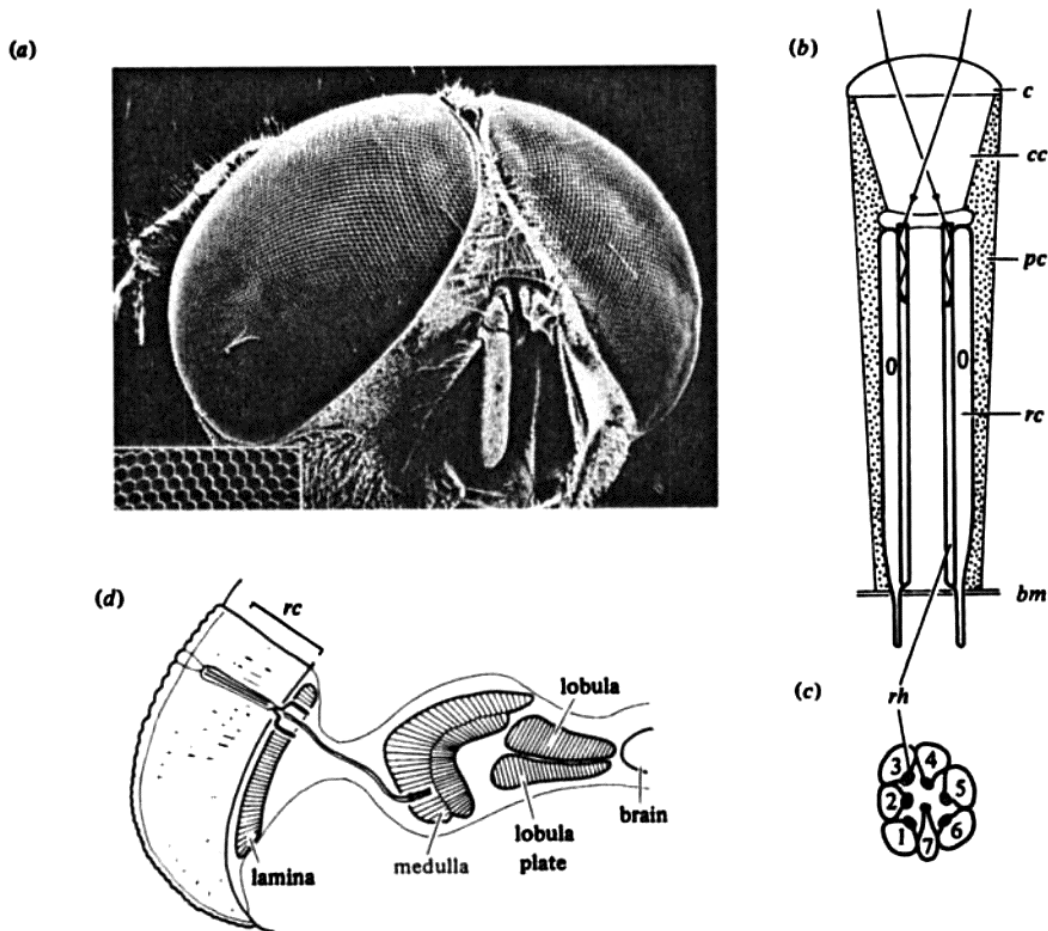 (a)
(b)
c
cc
pc
0
0
rc
bm
(c)
rh
3
4
2
5
1
7
6
(d)
rc
lobula
brain
lobula
plate
medulla
lamina